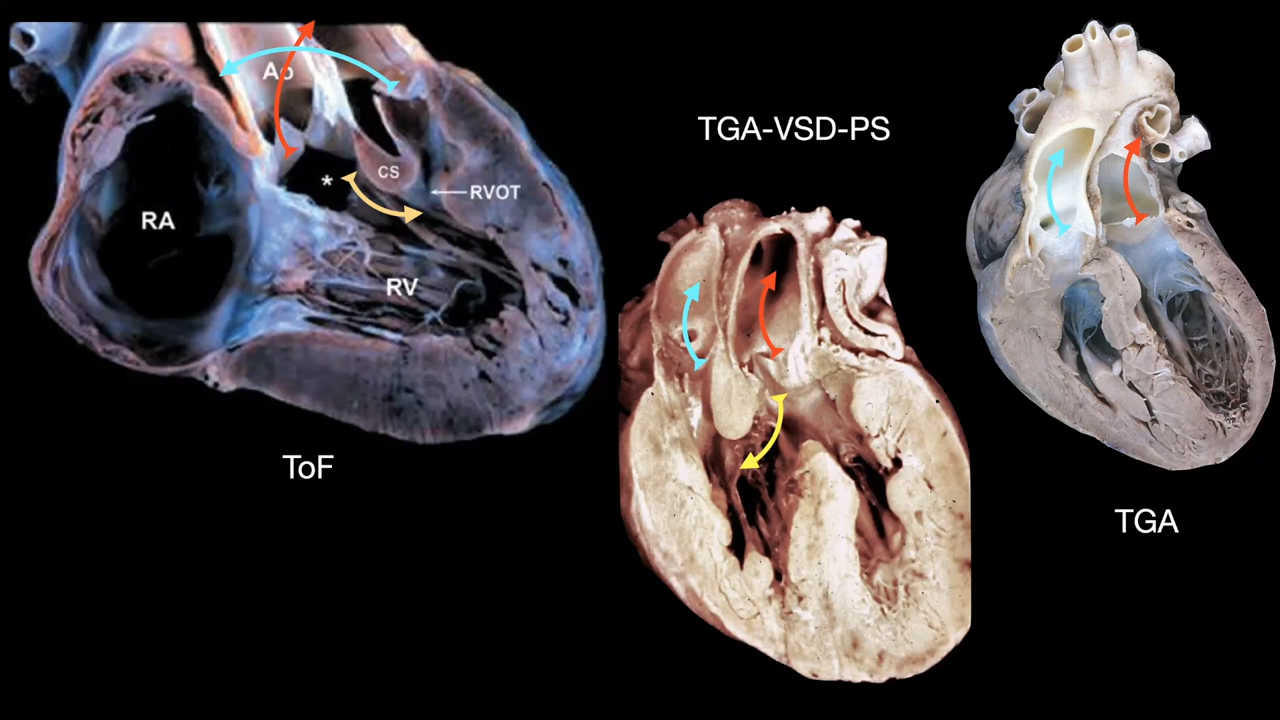 Ao
CS
*
RVOT
RA
RV
ToF
TGA-VSD-PS
TGA